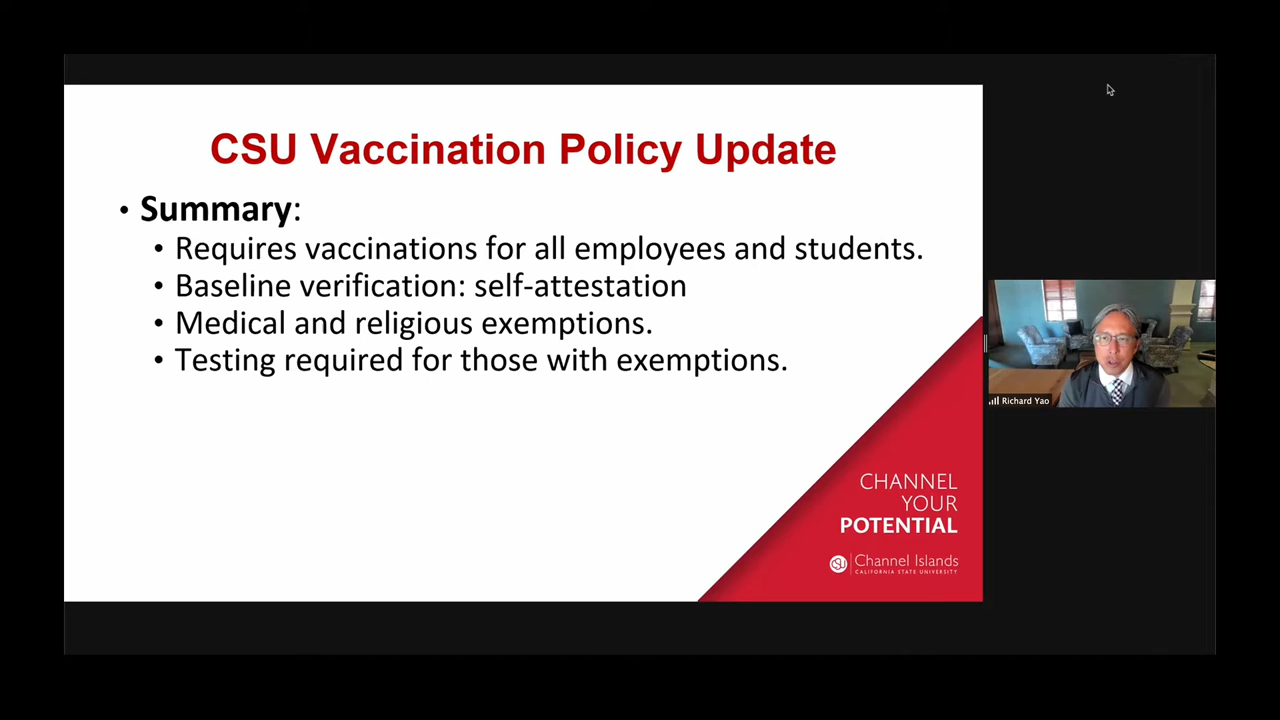 CSU Vaccination Policy Update
• Summary:
• Requires vaccinations for all employees and students.
• Baseline verification: self-attestation
• Medical and religious exemptions.
• Testing required for those with exemptions.
Richard Yao
CHANNEL
YOUR
POTENTIAL
CSU Channel Islands
CALIFORNIA STATE UNIVERSITY